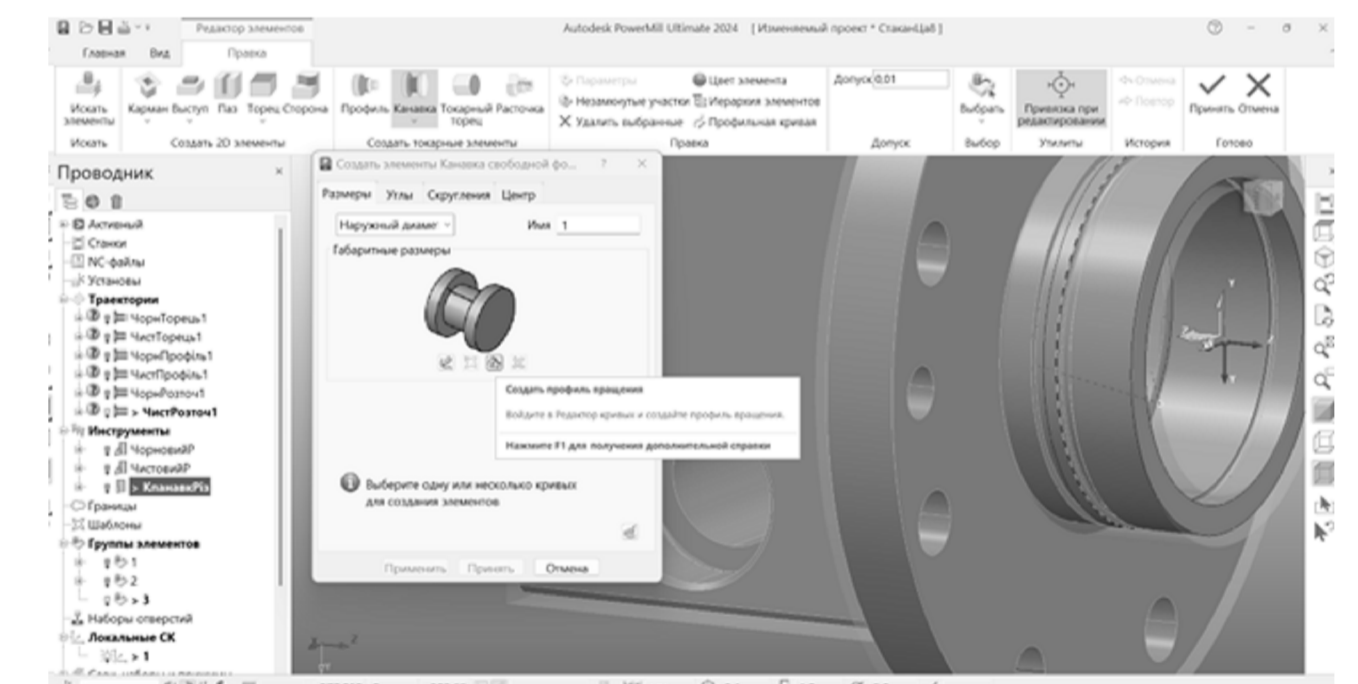 Редактор элементов
Autodesk PowerMill Ultimate 2024 [ Изменяемый проект * СтаканЦаб ]
Главная Вид Правка
Искать элементы
Карман Выступ Паз Торец Сторона
Профиль Канавка Токарный торец Расточка
Параметры
Незамкнутые участки
Удалить выбранные
Цвет элемента
Иерархия элементов
Профильная кривая
Допуск 0,01
Выбрать
Привязка при редактировании
Отмена
Повтор
Принять Отмена
Искать Создать 2D элементы Создать токарные элементы Правка Допуск Выбор Утилиты История Готово
Проводник
Активный
Станки
NC-файлы
Установы
Траектории
ЧорнТорець1
ЧистТорець1
ЧорнПрофіль1
ЧистПрофіль1
ЧорнРозточ1
> ЧистРозточ1
Инструменты
ЧорновийР
ЧистовийР
> КпанавкРіз
Границы
Шаблоны
Группы элементов
1
2
> 3
Наборы отверстий
Локальные СК
> 1
Создать элементы Канавка свободной фо... ? ×
Размеры Углы Скругления Центр
Наружный диаме Имя 1
Габаритные размеры
Создать профиль вращения
Войдите в Редактор кривых и создайте профиль вращения.
Нажмите F1 для получения дополнительной справки
Выберите одну или несколько кривых
для создания элементов
Применить Принять Отмена
Z